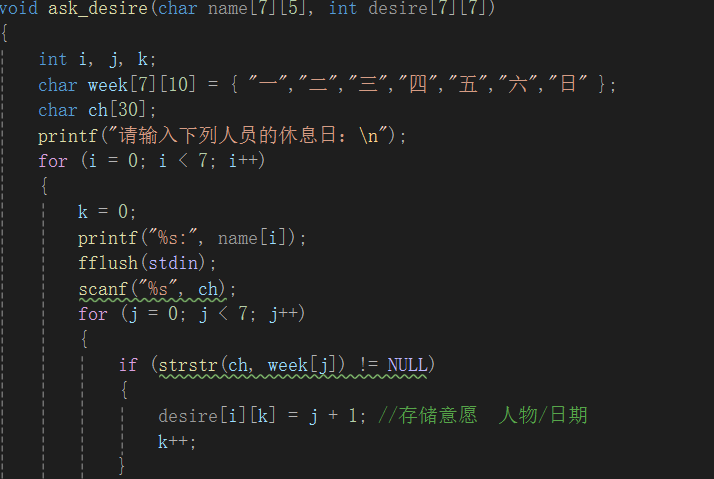 void ask_desire(char name[7][5], int desire[7][7])
{
int i, j, k;
char week[7][10] = { "一","二","三","四","五","六","日" };
char ch[30];
printf("请输入下列人员的休息日：\n");
for (i = 0; i < 7; i++)
{
k = 0;
printf("%s:", name[i]);
fflush(stdin);
scanf("%s", ch);
for (j = 0; j < 7; j++)
{
if (strstr(ch, week[j]) != NULL)
{
desire[i][k] = j + 1; //存储意愿  人物/日期
k++;
}